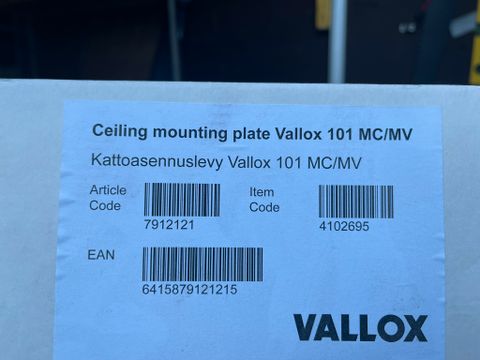 Ceiling mounting plate Vallox 101 MC/MV
Kattoasennuslevy Vallox 101 MC/MV
Article Code 7912121
Item Code 4102695
EAN 6415879121215
VALLOX